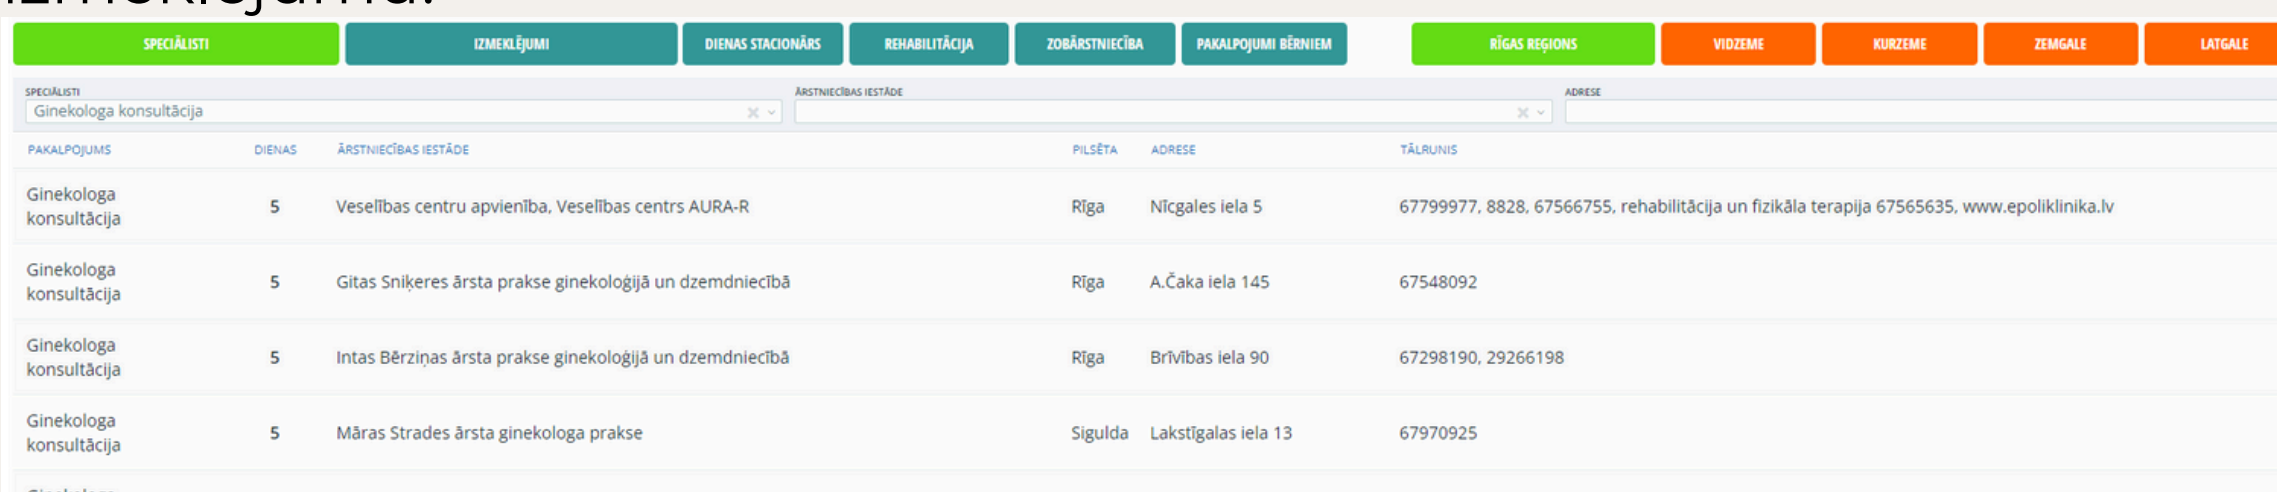 SPECIĀLISTI IZMEKLĒJUMI DIENAS STACIONĀRS REHABILITĀCIJA ZOBĀRSTNIECĪBA PAKALPOJUMI BĒRNIEM RĪGAS REĢIONS VIDZEME KURZEME ZEMGALE LATGALE
SPECIĀLISTI ĀRSTNIECĪBAS IESTĀDE ADRESE
Ginekologa konsultācija
PAKALPOJUMS DIENAS ĀRSTNIECĪBAS IESTĀDE PILSĒTA ADRESE TĀLRUNIS
Ginekologa
konsultācija 5 Veselības centru apvienība, Veselības centrs AURA-R Rīga Nīcgales iela 5 67799977, 8828, 67566755, rehabilitācija un fizikāla terapija 67565635, www.epoliklinika.lv
Ginekologa
konsultācija 5 Gitas Sniķeres ārsta prakse ginekoloģijā un dzemdniecībā Rīga A.Čaka iela 145 67548092
Ginekologa
konsultācija 5 Intas Bērziņas ārsta prakse ginekoloģijā un dzemdniecībā Rīga Brīvības iela 90 67298190, 29266198
Ginekologa
konsultācija 5 Māras Strades ārsta ginekologa prakse Sigulda Lakstīgalas iela 13 67970925